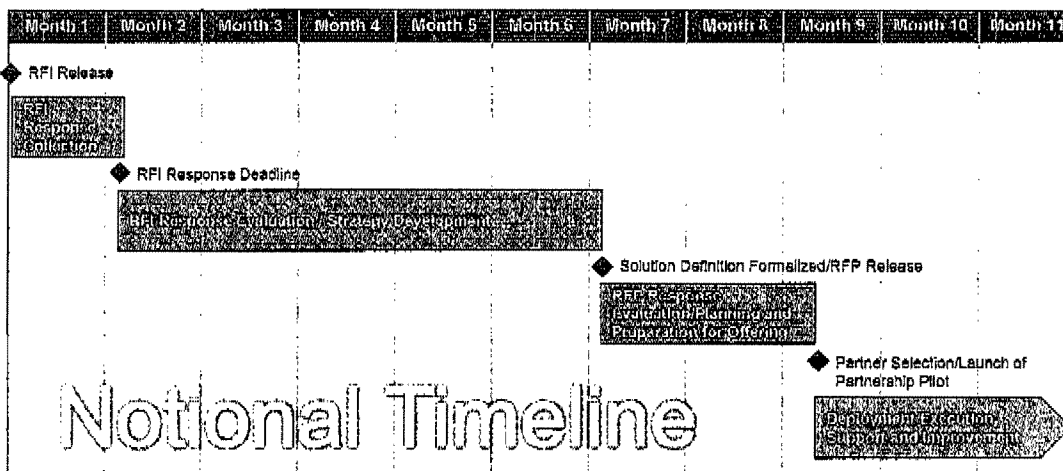 Month 1 Month 2 Month 3 Month 4 Month 5 Month 6 Month 7 Month 8 Month 9 Month 10 Month
RFI Release
RFI
Response
Collection
RFI Response Deadline
RFI Response Evaluation / Strategy Development
Solution Definition Formalized/RFP Release
RFP Response
Evaluation/Planning and
Preparation for Offering
Partner Selection/Launch of
Partnership Pilot
Deployment Execution,
Support and Improvement
Notional Timeline